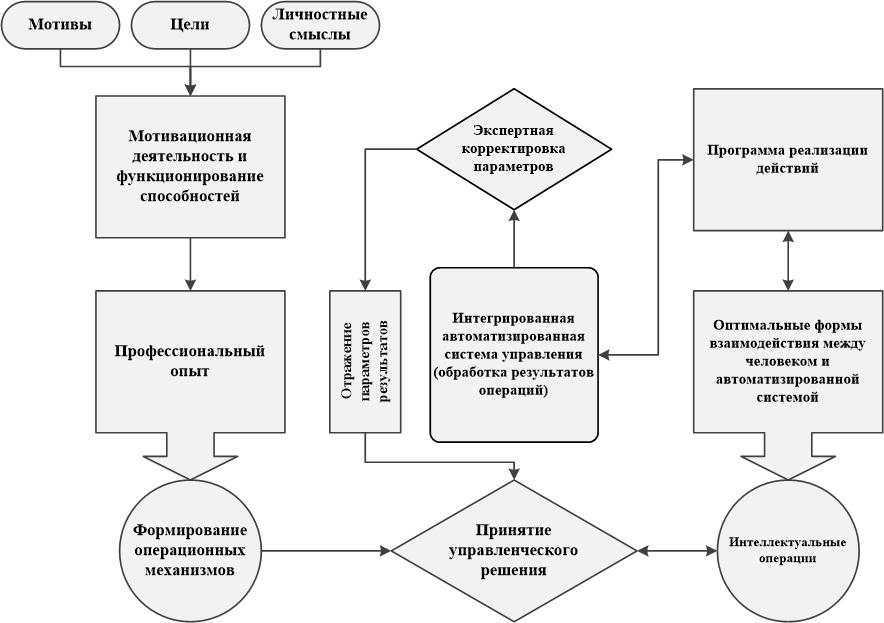 Мотивы
Цели
Личностные
смыслы
Мотивационная
деятельность и
функционирование
способностей
Экспертная
корректировка
параметров
Программа реализации
действий
Профессиональный
опыт
Отражение
параметров
результатов
Интегрированная
автоматизированная
система управления
(обработка результатов
операций)
Оптимальные формы
взаимодействия между
человеком и
автоматизированной
системой
Формирование
операционных
механизмов
Принятие
управленческого
решения
Интеллектуальные
операции